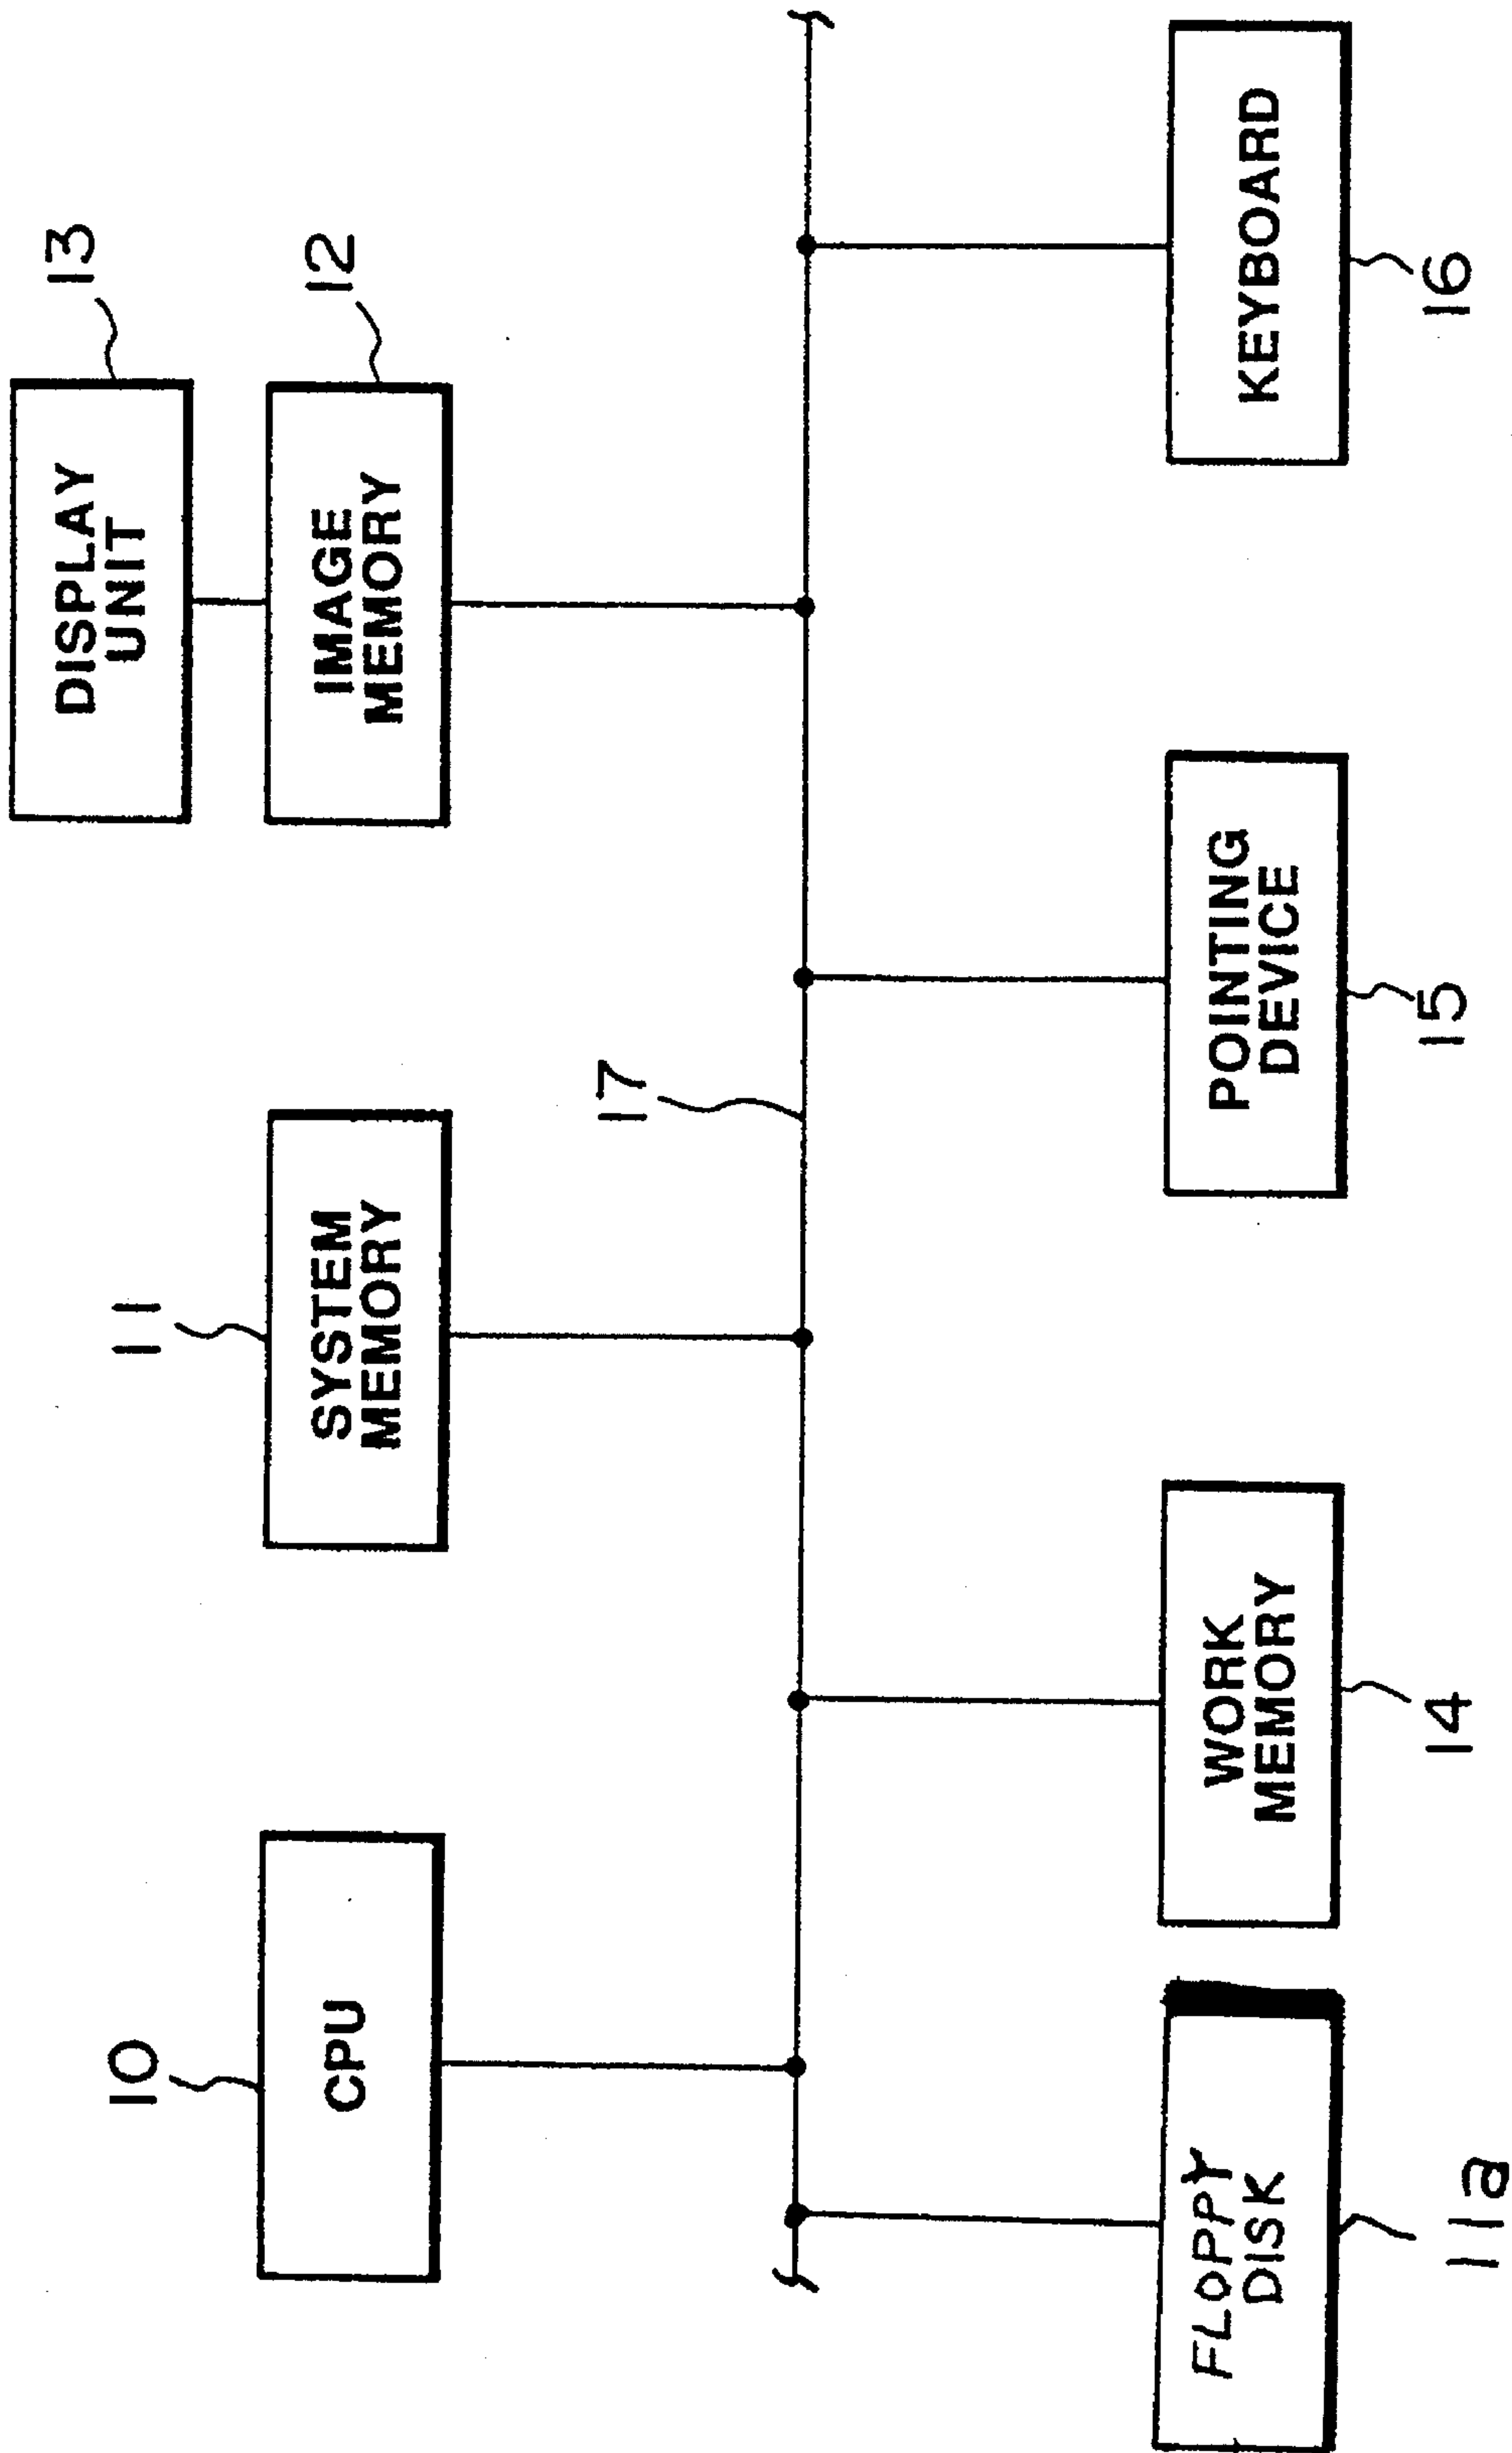 13
DISPLAY
UNIT
12
IMAGE
MEMORY
11
SYSTEM
MEMORY
10
CPU
17
FLOPPY
DISK
11a
WORK
MEMORY
14
POINTING
DEVICE
15
KEYBOARD
16